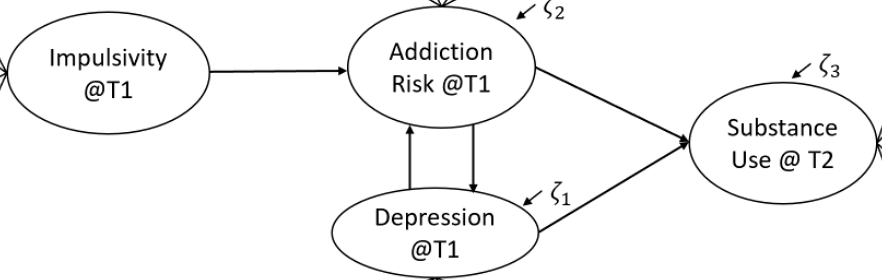 Impulsivity
@T1
Addiction
Risk @T1
ζ2
ζ3
Substance
Use @ T2
ζ1
Depression
@T1